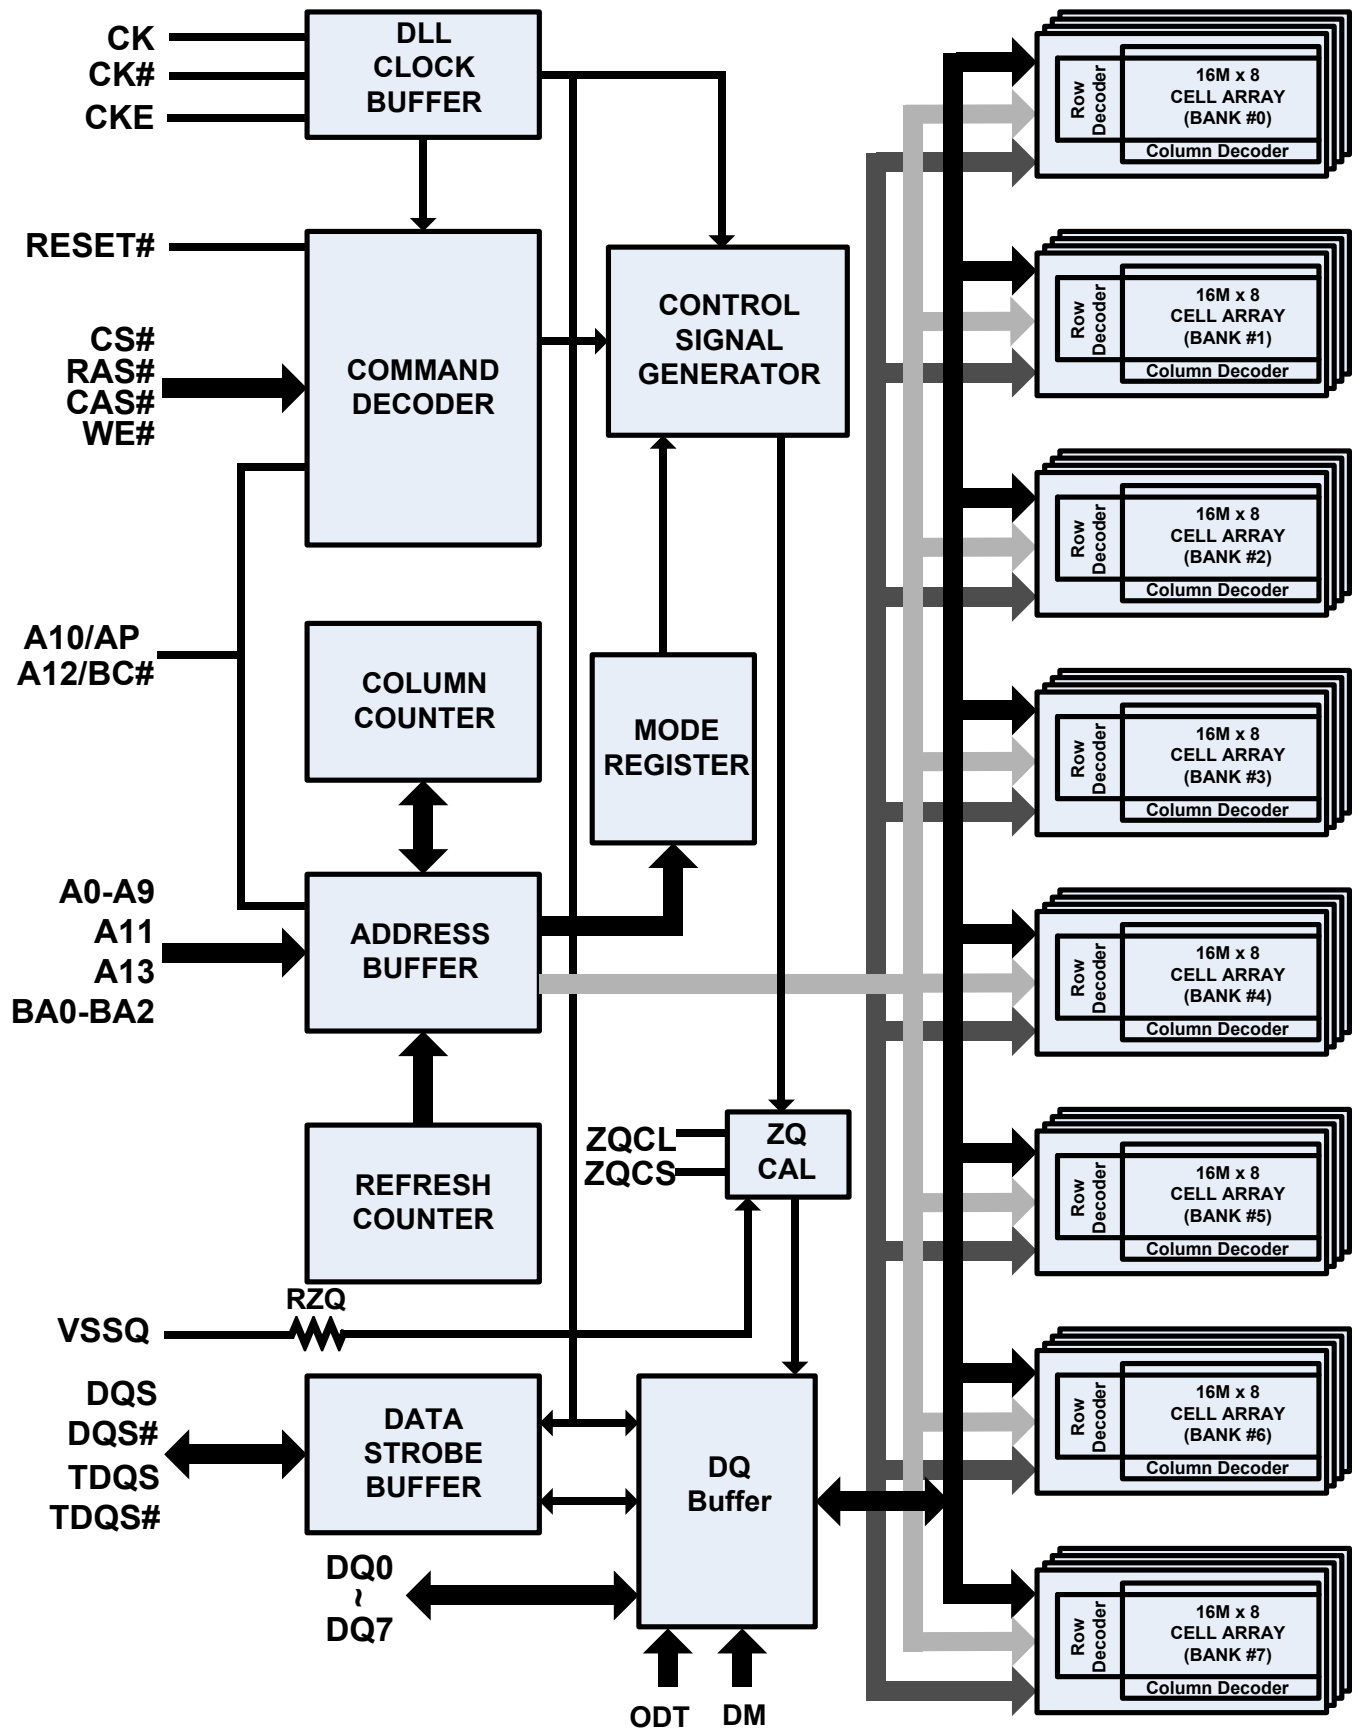 CK
CK#
CKE
DLL
CLOCK
BUFFER
RESET#
CS#
RAS#
CAS#
WE#
COMMAND
DECODER
CONTROL
SIGNAL
GENERATOR
A10/AP
A12/BC#
COLUMN
COUNTER
MODE
REGISTER
A0-A9
A11
A13
BA0-BA2
ADDRESS
BUFFER
REFRESH
COUNTER
ZQCL
ZQCS
ZQ
CAL
RZQ
VSSQ
DQS
DQS#
TDQS
TDQS#
DATA
STROBE
BUFFER
DQ
Buffer
DQ0
~
DQ7
ODT
DM
Row
Decoder
16M x 8
CELL ARRAY
(BANK #0)
Column Decoder
Row
Decoder
16M x 8
CELL ARRAY
(BANK #1)
Column Decoder
Row
Decoder
16M x 8
CELL ARRAY
(BANK #2)
Column Decoder
Row
Decoder
16M x 8
CELL ARRAY
(BANK #3)
Column Decoder
Row
Decoder
16M x 8
CELL ARRAY
(BANK #4)
Column Decoder
Row
Decoder
16M x 8
CELL ARRAY
(BANK #5)
Column Decoder
Row
Decoder
16M x 8
CELL ARRAY
(BANK #6)
Column Decoder
Row
Decoder
16M x 8
CELL ARRAY
(BANK #7)
Column Decoder